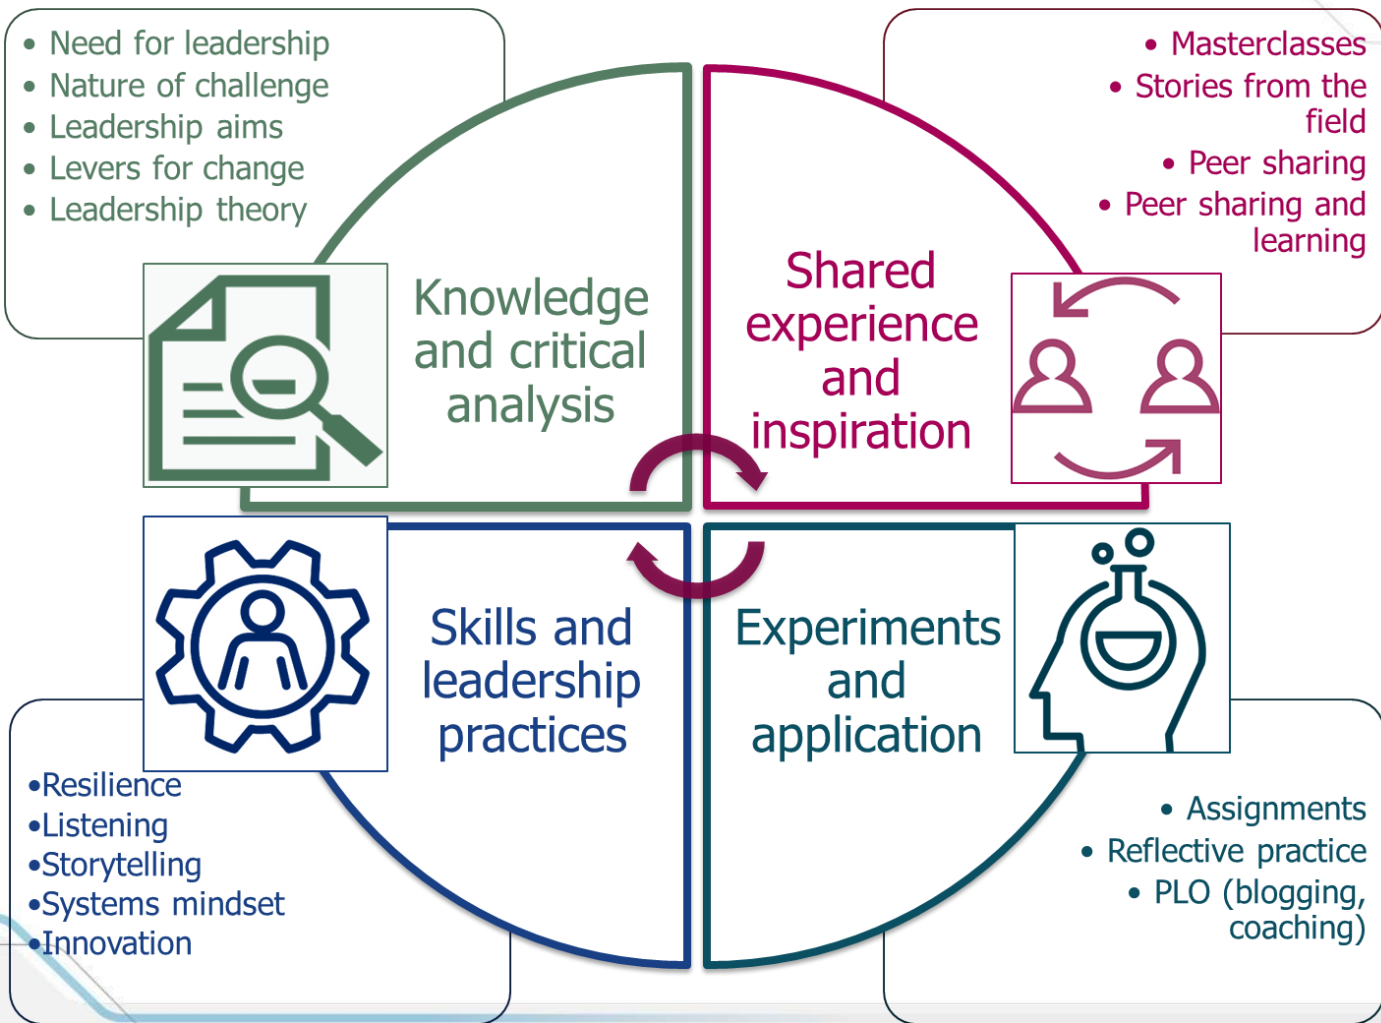 • Need for leadership
• Nature of challenge
• Leadership aims
• Levers for change
• Leadership theory
Knowledge
and critical
analysis
• Masterclasses
• Stories from the
field
• Peer sharing
• Peer sharing and
learning
Shared
experience
and
inspiration
Skills and
leadership
practices
•Resilience
•Listening
•Storytelling
•Systems mindset
•Innovation
Experiments
and
application
• Assignments
• Reflective practice
• PLO (blogging,
coaching)